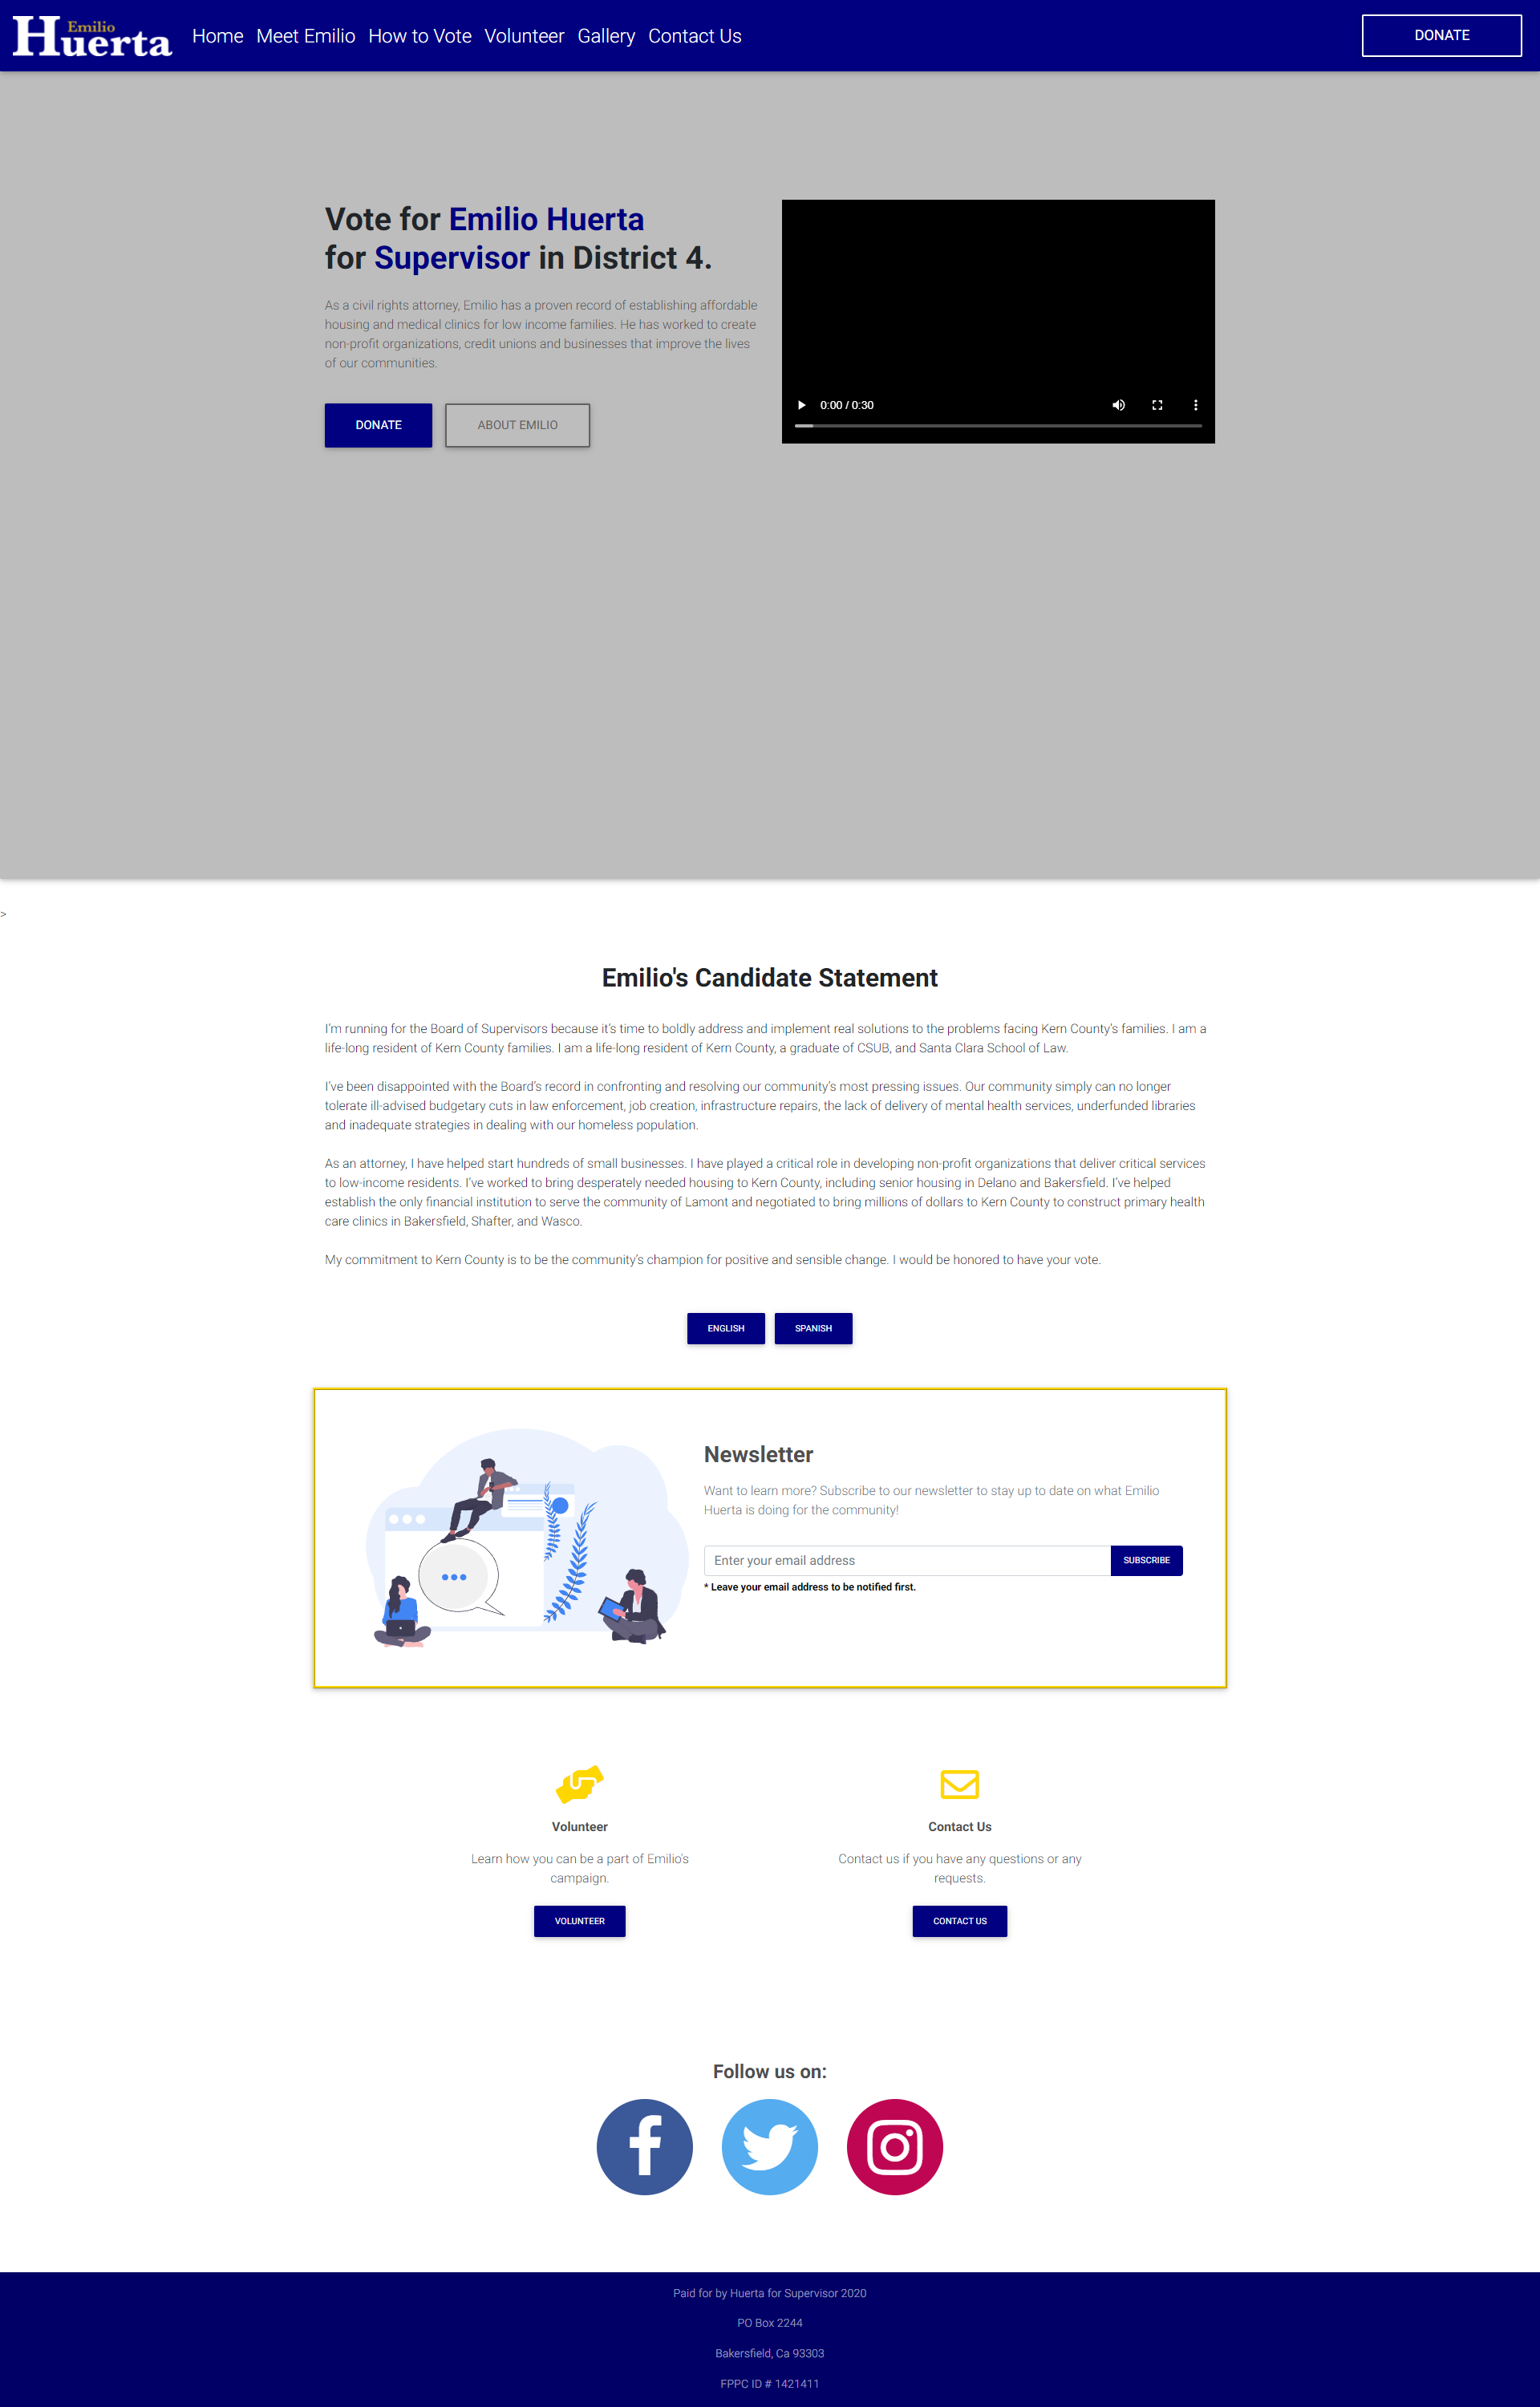 Emilio
Huerta
Home Meet Emilio How to Vote Volunteer Gallery Contact Us
DONATE
Vote for Emilio Huerta
for Supervisor in District 4.
As a civil rights attorney, Emilio has a proven record of establishing affordable
housing and medical clinics for low income families. He has worked to create
non-profit organizations, credit unions and businesses that improve the lives
of our communities.
DONATE
ABOUT EMILIO
0:00 / 0:30
>
Emilio's Candidate Statement
I'm running for the Board of Supervisors because it's time to boldly address and implement real solutions to the problems facing Kern County's families. I am a
life-long resident of Kern County families. I am a life-long resident of Kern County, a graduate of CSUB, and Santa Clara School of Law.
I've been disappointed with the Board's record in confronting and resolving our community's most pressing issues. Our community simply can no longer
tolerate ill-advised budgetary cuts in law enforcement, job creation, infrastructure repairs, the lack of delivery of mental health services, underfunded libraries
and inadequate strategies in dealing with our homeless population.
As an attorney, I have helped start hundreds of small businesses. I have played a critical role in developing non-profit organizations that deliver critical services
to low-income residents. I've worked to bring desperately needed housing to Kern County, including senior housing in Delano and Bakersfield. I've helped
establish the only financial institution to serve the community of Lamont and negotiated to bring millions of dollars to Kern County to construct primary health
care clinics in Bakersfield, Shafter, and Wasco.
My commitment to Kern County is to be the community's champion for positive and sensible change. I would be honored to have your vote.
ENGLISH
SPANISH
Newsletter
Want to learn more? Subscribe to our newsletter to stay up to date on what Emilio
Huerta is doing for the community!
Enter your email address
SUBSCRIBE
* Leave your email address to be notified first.
Volunteer
Learn how you can be a part of Emilio's
campaign.
VOLUNTEER
Contact Us
Contact us if you have any questions or any
requests.
CONTACT US
Follow us on:
Paid for by Huerta for Supervisor 2020
PO Box 2244
Bakersfield, Ca 93303
FPPC ID # 1421411